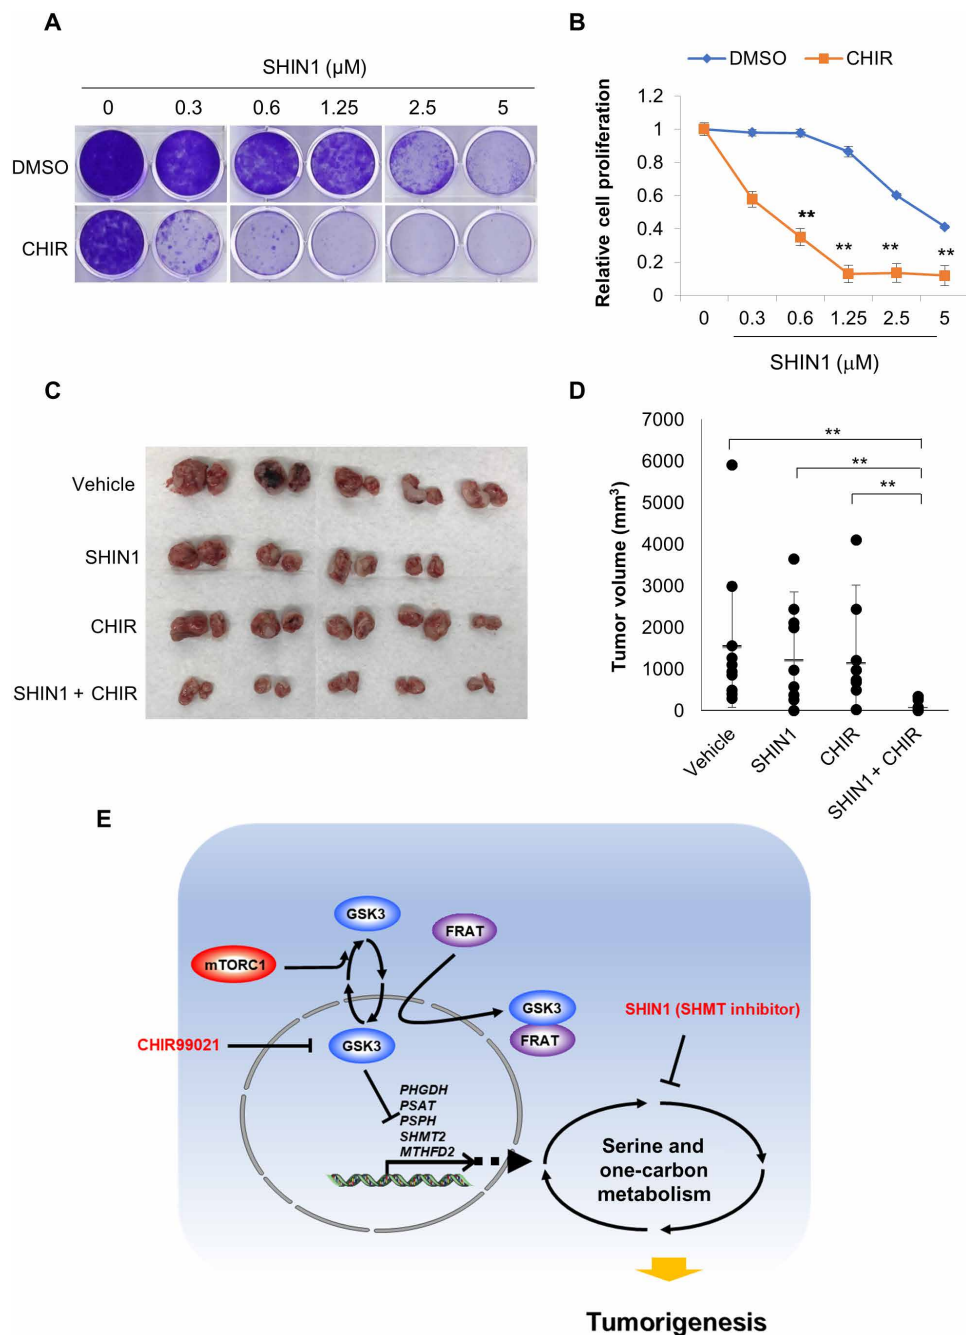 A
SHIN1 (µM)
0 0.3 0.6 1.25 2.5 5
DMSO
CHIR
B
DMSO CHIR
Relative cell proliferation
1.2
1
0.8
0.6
0.4
0.2
0
**
** ** **
0 0.3 0.6 1.25 2.5 5
SHIN1 (µM)
C
Vehicle
SHIN1
CHIR
SHIN1 + CHIR
D
Tumor volume (mm³)
7000
6000
5000
4000
3000
2000
1000
0
**
**
**
Vehicle
SHIN1
CHIR
SHIN1 + CHIR
E
GSK3
FRAT
mTORC1
GSK3
FRAT
SHIN1 (SHMT inhibitor)
CHIR99021
GSK3
PHGDH
PSAT
PSPH
SHMT2
MTHFD2
Serine and
one-carbon
metabolism
Tumorigenesis